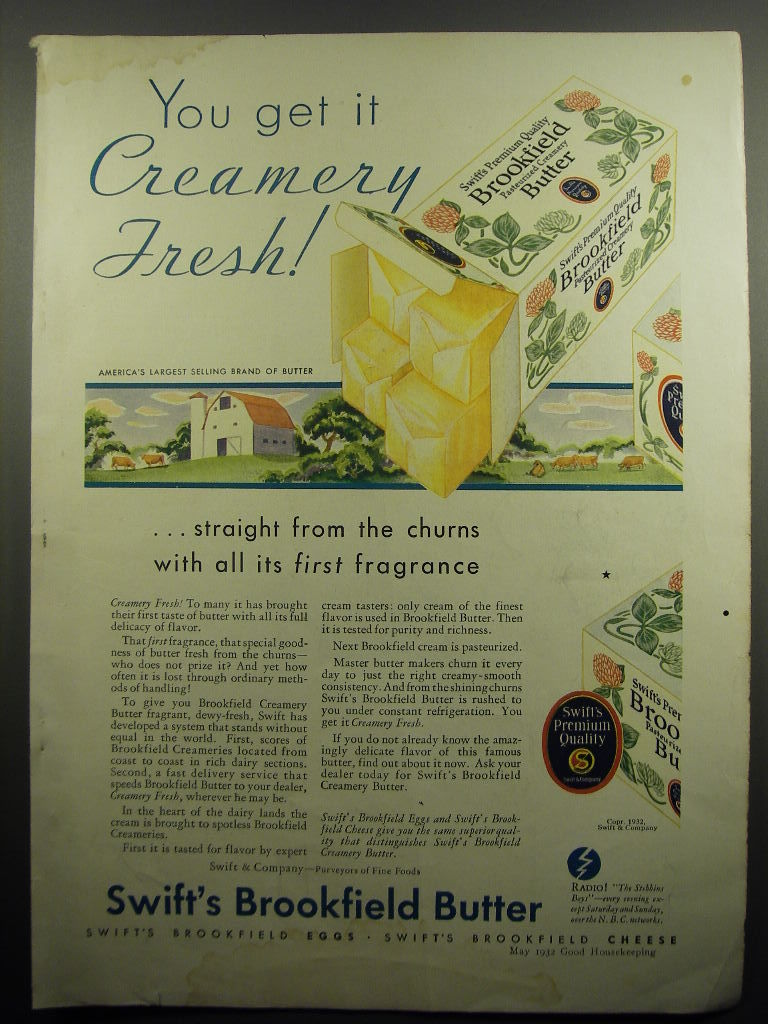 You get it
Creamery
Fresh!
Swift's Premium Quality
Brookfield
Pasteurized Creamery
Butter
Swift's Premium Quality
Brookfield
Pasteurized Creamery
Butter
AMERICA'S LARGEST SELLING BRAND OF BUTTER
... straight from the churns
with all its first fragrance
Creamery Fresh! To many it has brought
their first taste of butter with all its full
delicacy of flavor.
That first fragrance, that special good-
ness of butter fresh from the churns—
who does not prize it? And yet how
often it is lost through ordinary meth-
ods of handling!
To give you Brookfield Creamery
Butter fragrant, dewy-fresh, Swift has
developed a system that stands without
equal in the world. First, scores of
Brookfield Creameries located from
coast to coast in rich dairy sections.
Second, a fast delivery service that
speeds Brookfield Butter to your dealer,
Creamery Fresh, wherever he may be.
In the heart of the dairy lands the
cream is brought to spotless Brookfield
Creameries.
First it is tasted for flavor by expert
cream tasters: only cream of the finest
flavor is used in Brookfield Butter. Then
it is tested for purity and richness.
Next Brookfield cream is pasteurized.
Master butter makers churn it every
day to just the right creamy-smooth
consistency. And from the shining churns
Swift's Brookfield Butter is rushed to
you under constant refrigeration. You
get it Creamery Fresh.
If you do not already know the amaz-
ingly delicate flavor of this famous
butter, find out about it now. Ask your
dealer today for Swift's Brookfield
Creamery Butter.
Swift's Brookfield Eggs and Swift's Brook-
field Cheese give you the same superior qual-
ity that distinguishes Swift's Brookfield
Creamery Butter.
Swift's Prer
Broo
Pasteuriz
Bu
Swift's
Premium
Quality
S
Swift & Company
Copr. 1932,
Swift & Company
Swift & Company—Purveyors of Fine Foods
RADIO! "The Stebbins
Boys"—every evening ex-
cept Saturday and Sunday,
over the N. B. C. networks.
Swift's Brookfield Butter
SWIFT'S BROOKFIELD EGGS · SWIFT'S BROOKFIELD CHEESE
May 1932 Good Housekeeping